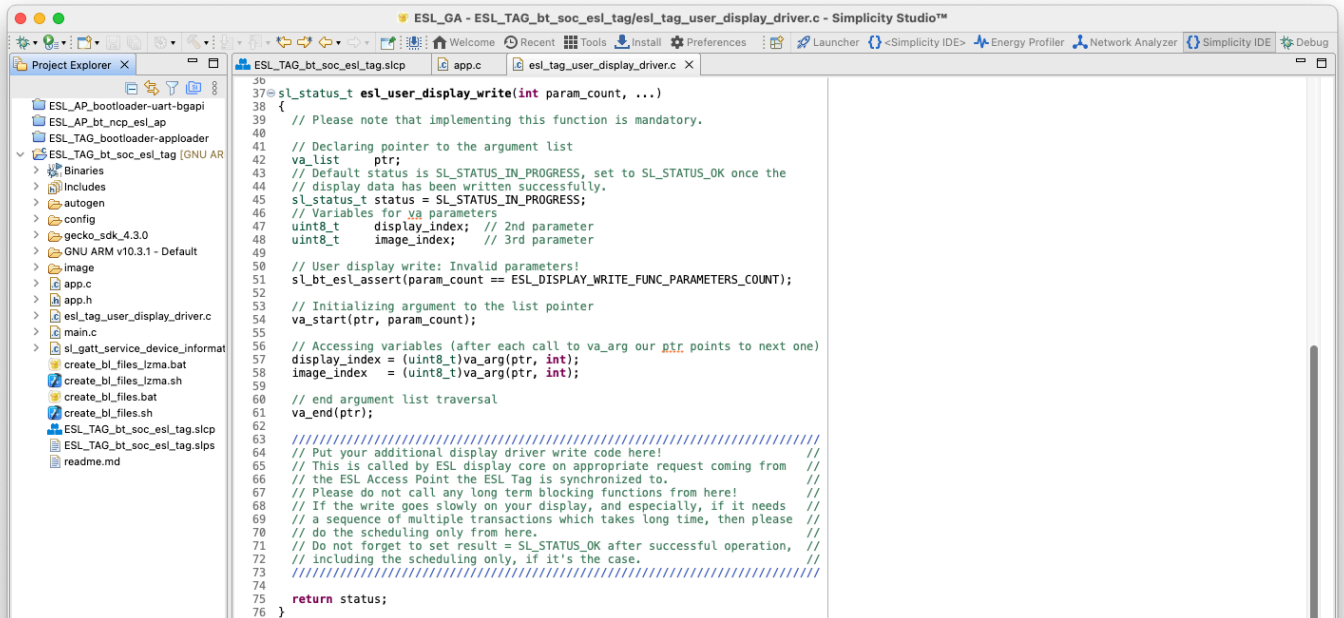 ESL_GA - ESL_TAG_bt_soc_esl_tag/esl_tag_user_display_driver.c - Simplicity Studio™
Welcome Recent Tools Install Preferences Launcher {} <Simplicity IDE> Energy Profiler Network Analyzer {} Simplicity IDE Debug
Project Explorer
ESL_TAG_bt_soc_esl_tag.slcp app.c esl_tag_user_display_driver.c
ESL_AP_bootloader-uart-bgapi
ESL_AP_bt_ncp_esl_ap
ESL_TAG_bootloader-apploader
ESL_TAG_bt_soc_esl_tag [GNU AR
Binaries
Includes
autogen
config
gecko_sdk_4.3.0
GNU ARM v10.3.1 - Default
image
app.c
app.h
esl_tag_user_display_driver.c
main.c
sl_gatt_service_device_informat
create_bl_files_lzma.bat
create_bl_files_lzma.sh
create_bl_files.bat
create_bl_files.sh
ESL_TAG_bt_soc_esl_tag.slcp
ESL_TAG_bt_soc_esl_tag.slps
readme.md
36
37 sl_status_t esl_user_display_write(int param_count, ...)
38 {
39 // Please note that implementing this function is mandatory.
40
41 // Declaring pointer to the argument list
42 va_list ptr;
43 // Default status is SL_STATUS_IN_PROGRESS, set to SL_STATUS_OK once the
44 // display data has been written successfully.
45 sl_status_t status = SL_STATUS_IN_PROGRESS;
46 // Variables for va parameters
47 uint8_t display_index; // 2nd parameter
48 uint8_t image_index; // 3rd parameter
49
50 // User display write: Invalid parameters!
51 sl_bt_esl_assert(param_count == ESL_DISPLAY_WRITE_FUNC_PARAMETERS_COUNT);
52
53 // Initializing argument to the list pointer
54 va_start(ptr, param_count);
55
56 // Accessing variables (after each call to va_arg our ptr points to next one)
57 display_index = (uint8_t)va_arg(ptr, int);
58 image_index = (uint8_t)va_arg(ptr, int);
59
60 // end argument list traversal
61 va_end(ptr);
62
63 /////////////////////////////////////////////////////////////////////////////
64 // Put your additional display driver write code here! //
65 // This is called by ESL display core on appropriate request coming from //
66 // the ESL Access Point the ESL Tag is synchronized to. //
67 // Please do not call any long term blocking functions from here! //
68 // If the write goes slowly on your display, and especially, if it needs //
69 // a sequence of multiple transactions which takes long time, then please //
70 // do the scheduling only from here. //
71 // Do not forget to set result = SL_STATUS_OK after successful operation, //
72 // including the scheduling only, if it's the case. //
73 /////////////////////////////////////////////////////////////////////////////
74
75 return status;
76 }